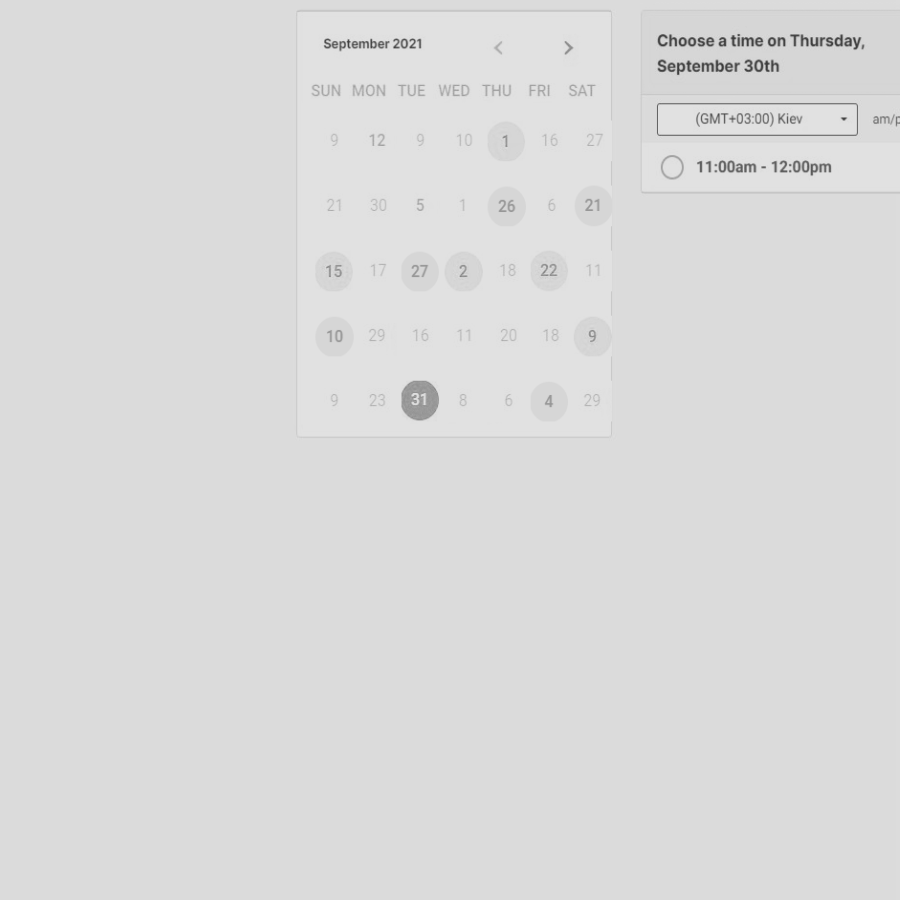 September 2021
SUN MON TUE WED THU FRI SAT
9 12 9 10 1 16 27
21 30 5 1 26 6 21
15 17 27 2 18 22 11
10 29 16 11 20 18 9
9 23 31 8 6 4 29
Choose a time on Thursday,
September 30th
(GMT+03:00) Kiev am/p
11:00am - 12:00pm